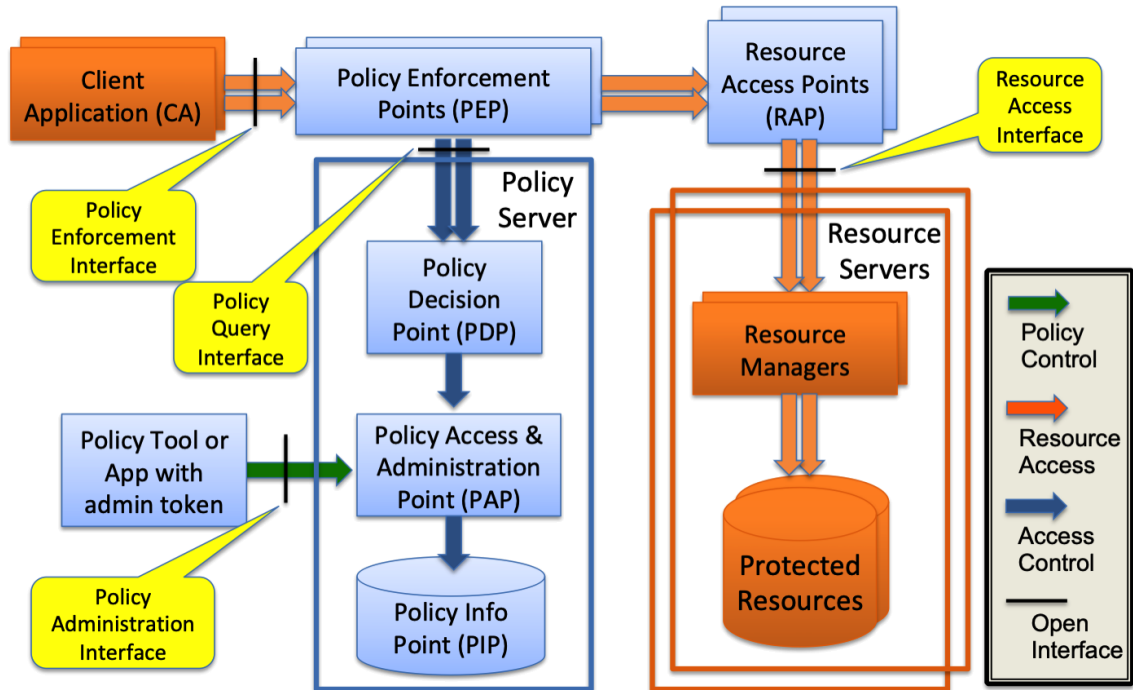 Client
Application (CA)
Policy Enforcement
Points (PEP)
Resource
Access Points
(RAP)
Resource
Access
Interface
Policy
Enforcement
Interface
Policy
Server
Policy
Query
Interface
Policy
Decision
Point (PDP)
Resource
Servers
Resource
Managers
Policy Tool or
App with
admin token
Policy Access &
Administration
Point (PAP)
Policy
Administration
Interface
Policy Info
Point (PIP)
Protected
Resources
Policy
Control
Resource
Access
Access
Control
Open
Interface